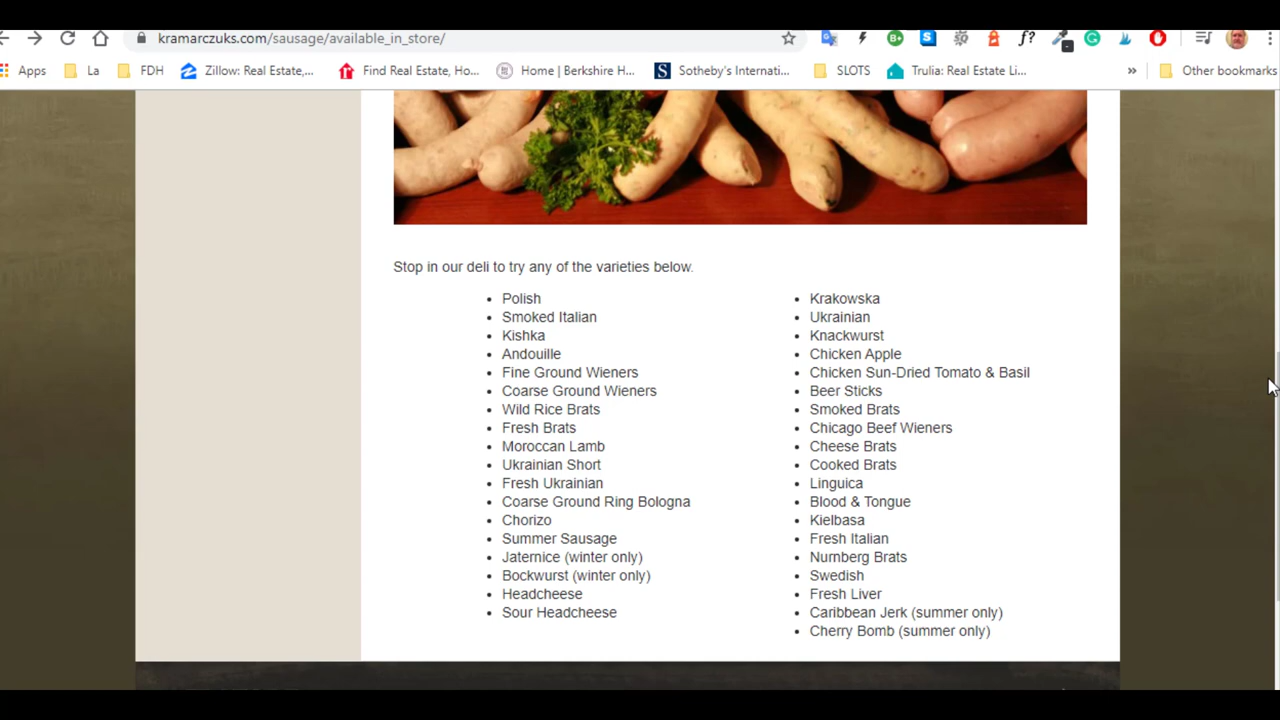 kramarczuks.com/sausage/available_in_store/
Apps
La
FDH
Zillow: Real Estate,...
Find Real Estate, Ho...
Home | Berkshire H...
Sotheby's Internati...
SLOTS
Trulia: Real Estate Li...
»
Other bookmarks
Stop in our deli to try any of the varieties below.
• Polish
• Smoked Italian
• Kishka
• Andouille
• Fine Ground Wieners
• Coarse Ground Wieners
• Wild Rice Brats
• Fresh Brats
• Moroccan Lamb
• Ukrainian Short
• Fresh Ukrainian
• Coarse Ground Ring Bologna
• Chorizo
• Summer Sausage
• Jaternice (winter only)
• Bockwurst (winter only)
• Headcheese
• Sour Headcheese
• Krakowska
• Ukrainian
• Knackwurst
• Chicken Apple
• Chicken Sun-Dried Tomato & Basil
• Beer Sticks
• Smoked Brats
• Chicago Beef Wieners
• Cheese Brats
• Cooked Brats
• Linguica
• Blood & Tongue
• Kielbasa
• Fresh Italian
• Nurnberg Brats
• Swedish
• Fresh Liver
• Caribbean Jerk (summer only)
• Cherry Bomb (summer only)